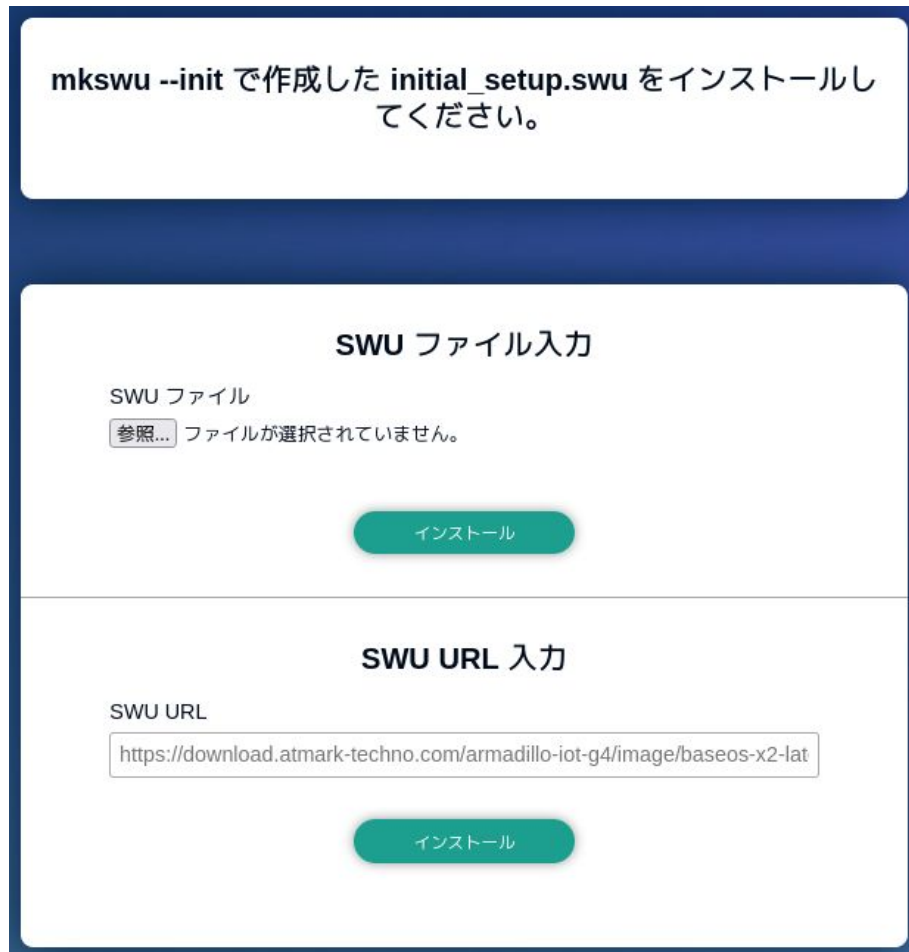 mkswu --init で作成した initial_setup.swu をインストールし
てください。
SWU ファイル入力
SWU ファイル
参照... ファイルが選択されていません。
インストール
SWU URL 入力
SWU URL
https://download.atmark-techno.com/armadillo-iot-g4/image/baseos-x2-lat
インストール